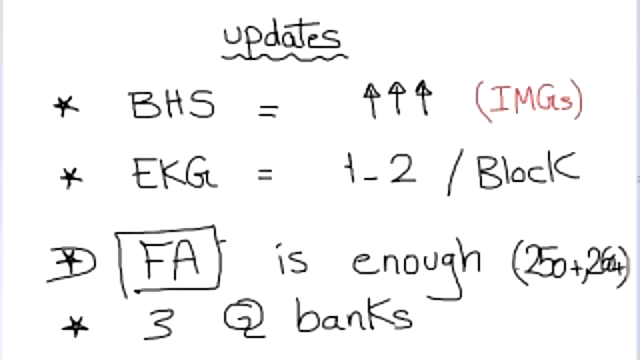 updates
* BHS = ↑↑↑ (IMGs)
* EKG = 1-2 / Block
* FA is enough (250+, 264)
* 3 Q banks